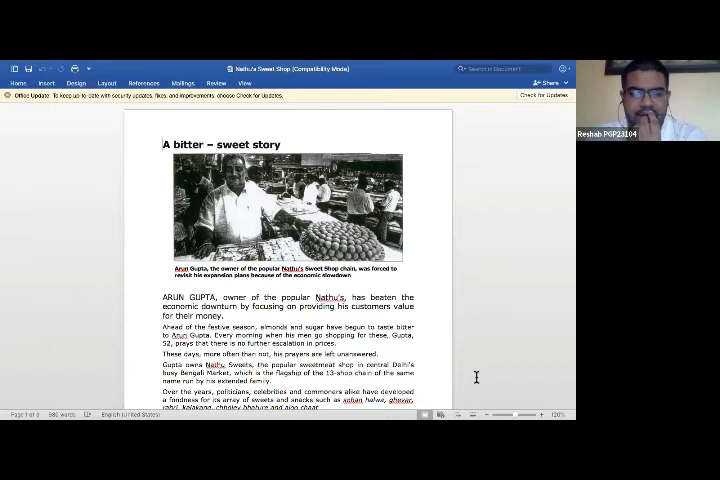 Nathu's Sweet Shop [Compatibility Mode]
Search in Document
Home Insert Design Layout References Mailings Review View
Share
Office Update To keep up-to-date with security updates, fixes, and improvements, choose Check for Updates.
Check for Updates
Reshab PGP23104
A bitter – sweet story
Arun Gupta, the owner of the popular Nathu's Sweet Shop chain, was forced to
revisit his expansion plans because of the economic slowdown
ARUN GUPTA, owner of the popular Nathu's, has beaten the
economic downturn by focusing on providing his customers value
for their money.
Ahead of the festive season, almonds and sugar have begun to taste bitter
to Arun Gupta. Every morning when his men go shopping for these, Gupta,
52, prays that there is no further escalation in prices.
These days, more often than not, his prayers are left unanswered.
Gupta owns Nathu Sweets, the popular sweetmeat shop in central Delhi's
busy Bengali Market, which is the flagship of the 13-shop chain of the same
name run by his extended family.
Over the years, politicians, celebrities and commoners alike have developed
a fondness for its array of sweets and snacks such as sohan halwa, ghevar,
rabri, kalakand, chholey bhature and aloo chaat
Page 1 of 3 980 words English (United States)
120%